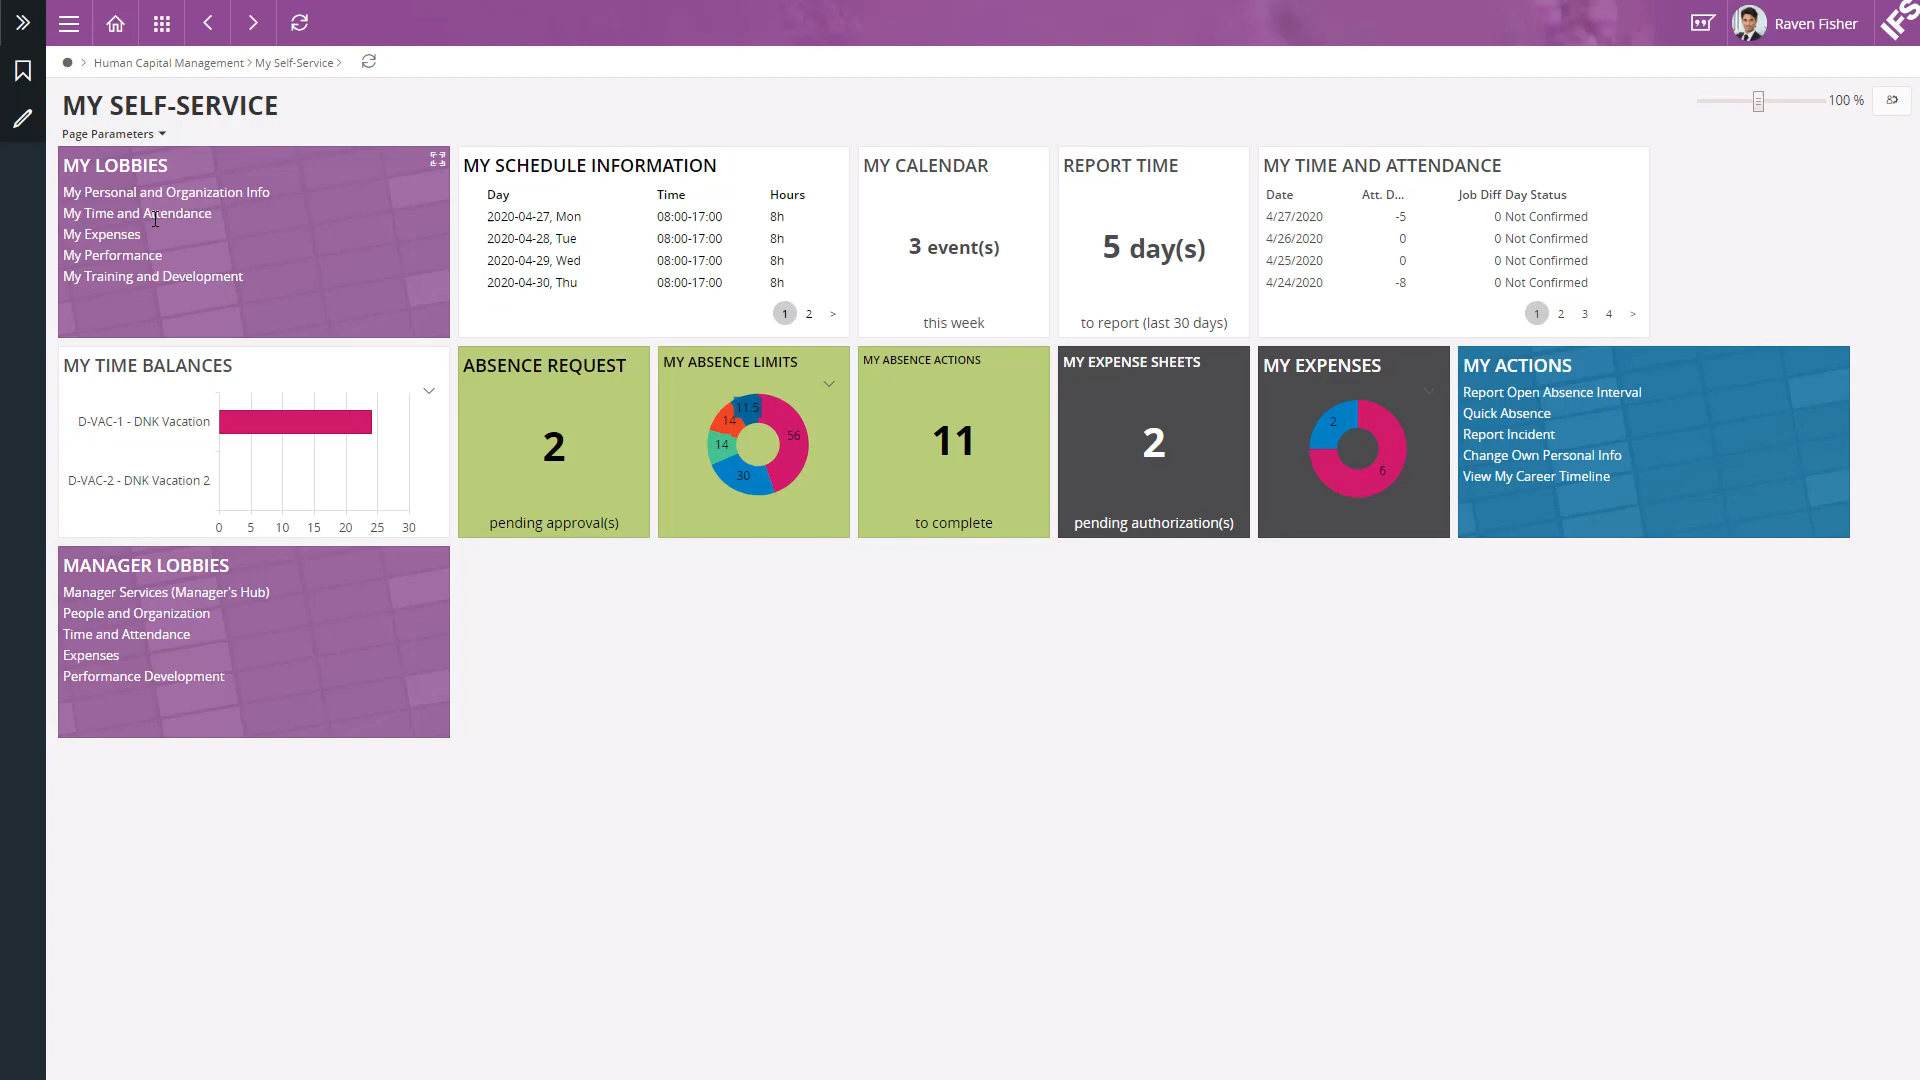 Raven Fisher
IFS
Human Capital Management > My Self-Service >
MY SELF-SERVICE
100 %
Page Parameters
MY LOBBIES
My Personal and Organization Info
My Time and Attendance
My Expenses
My Performance
My Training and Development
MY SCHEDULE INFORMATION
Day Time Hours
2020-04-27, Mon 08:00-17:00 8h
2020-04-28, Tue 08:00-17:00 8h
2020-04-29, Wed 08:00-17:00 8h
2020-04-30, Thu 08:00-17:00 8h
1 2 >
MY CALENDAR
3 event(s)
this week
REPORT TIME
5 day(s)
to report (last 30 days)
MY TIME AND ATTENDANCE
Date Att. D... Job Diff Day Status
4/27/2020 -5 0 Not Confirmed
4/26/2020 0 0 Not Confirmed
4/25/2020 0 0 Not Confirmed
4/24/2020 -8 0 Not Confirmed
1 2 3 4 >
MY TIME BALANCES
D-VAC-1 - DNK Vacation
D-VAC-2 - DNK Vacation 2
0 5 10 15 20 25 30
ABSENCE REQUEST
2
pending approval(s)
MY ABSENCE LIMITS
11.5
14
56
14
30
MY ABSENCE ACTIONS
11
to complete
MY EXPENSE SHEETS
2
pending authorization(s)
MY EXPENSES
2
6
MY ACTIONS
Report Open Absence Interval
Quick Absence
Report Incident
Change Own Personal Info
View My Career Timeline
MANAGER LOBBIES
Manager Services (Manager's Hub)
People and Organization
Time and Attendance
Expenses
Performance Development